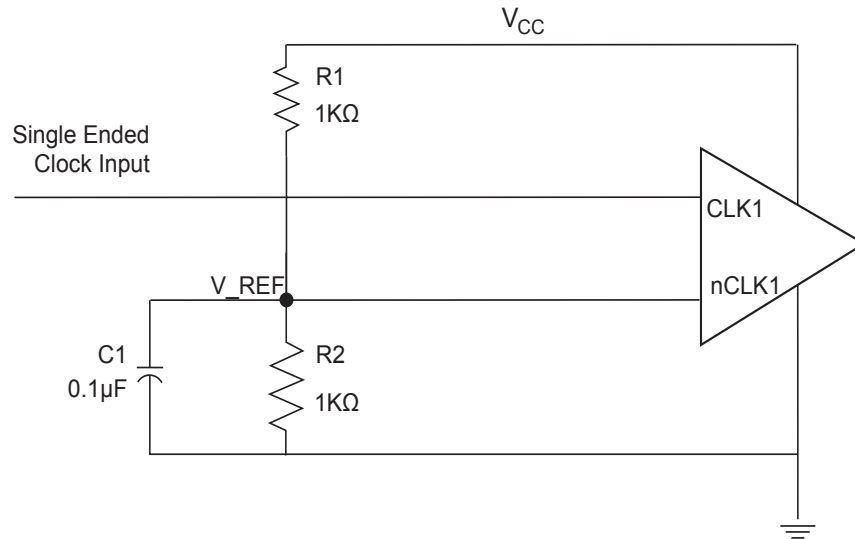 V_CC
R1
1KΩ
Single Ended
Clock Input
CLK1
V_REF
nCLK1
C1
0.1µF
R2
1KΩ